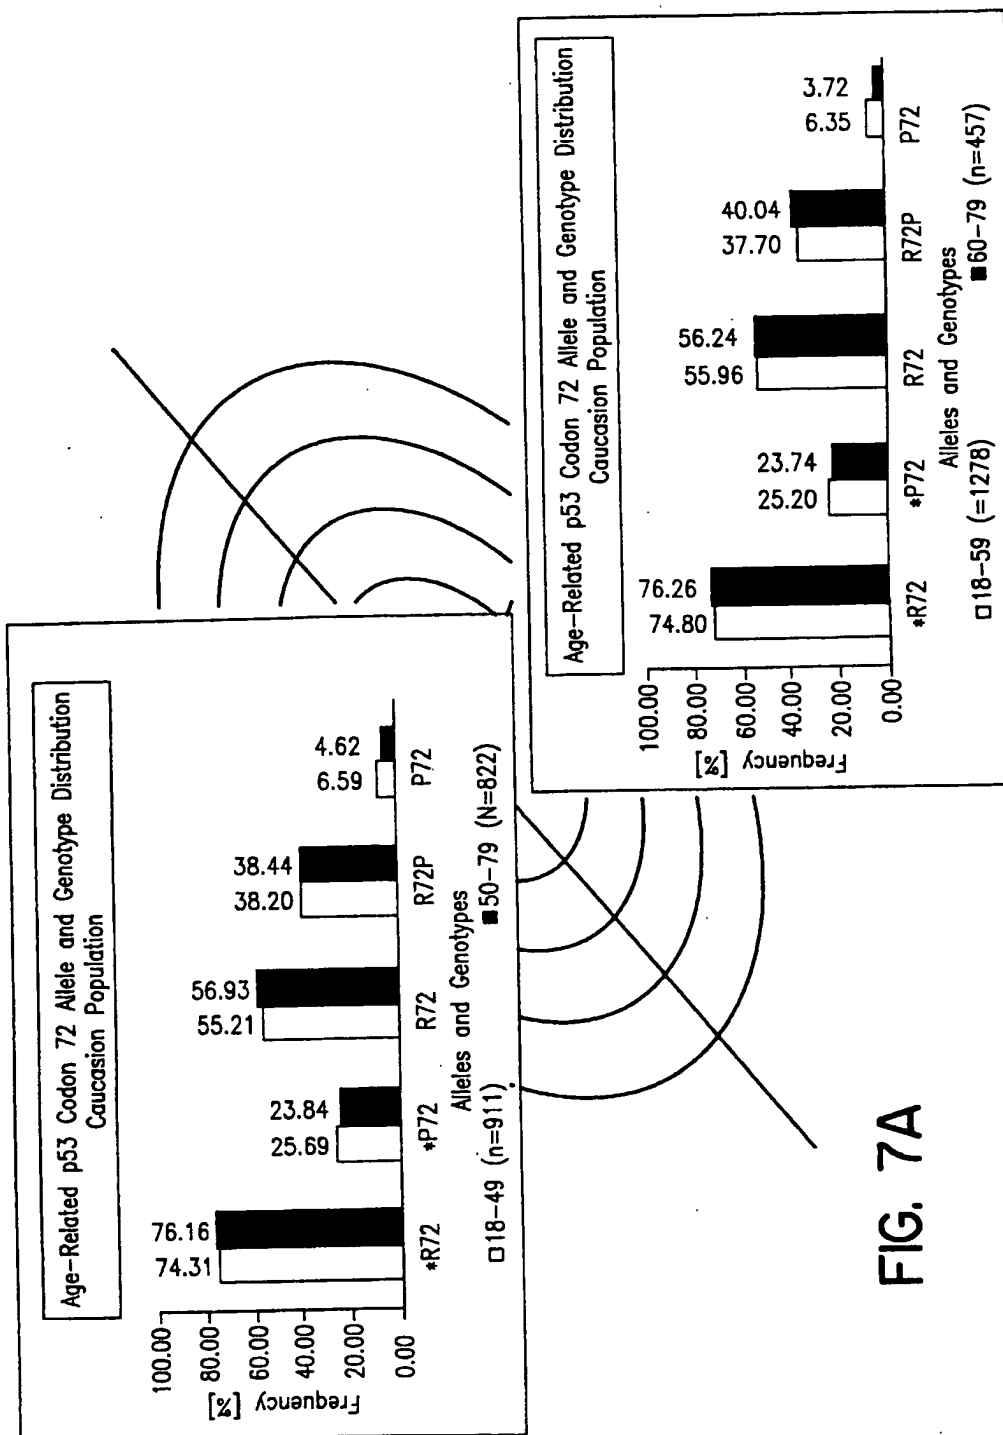 Age-Related p53 Codon 72 Allele and Genotype Distribution
Caucasion Population
Frequency [%]
100.00
80.00
60.00
40.00
20.00
0.00
74.31 76.16
25.69 23.84
55.21 56.93
38.20 38.44
6.59 4.62
*R72 *P72 R72 R72P P72
Alleles and Genotypes
□18-49 (n=911) ■50-79 (N=822)
Age-Related p53 Codon 72 Allele and Genotype Distribution
Caucasion Population
Frequency [%]
100.00
80.00
60.00
40.00
20.00
0.00
74.80 76.26
25.20 23.74
55.96 56.24
37.70 40.04
6.35 3.72
*R72 *P72 R72 R72P P72
Alleles and Genotypes
□18-59 (=1278) ■60-79 (n=457)
FIG. 7A